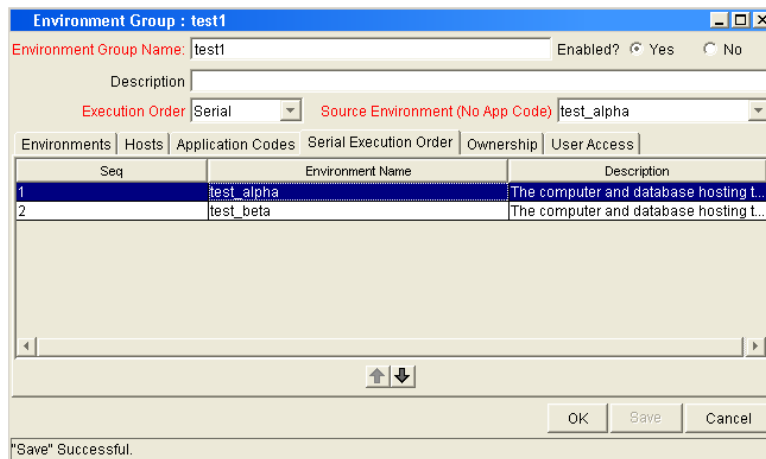 Environment Group : test1
Environment Group Name: test1 Enabled? Yes No
Description
Execution Order Serial Source Environment (No App Code) test_alpha
Environments Hosts Application Codes Serial Execution Order Ownership User Access
Seq Environment Name Description
1 test_alpha The computer and database hosting t...
2 test_beta The computer and database hosting t...
OK Save Cancel
"Save" Successful.